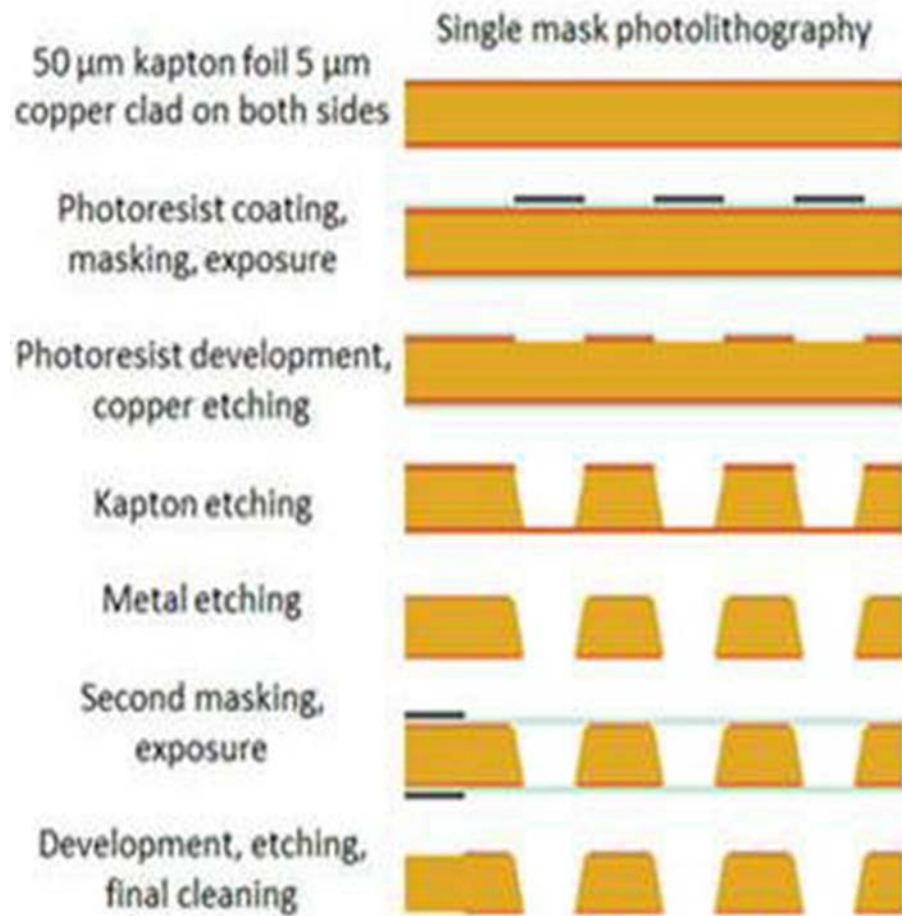 Single mask photolithography
50 μm kapton foil 5 μm
copper clad on both sides
Photoresist coating,
masking, exposure
Photoresist development,
copper etching
Kapton etching
Metal etching
Second masking,
exposure
Development, etching,
final cleaning